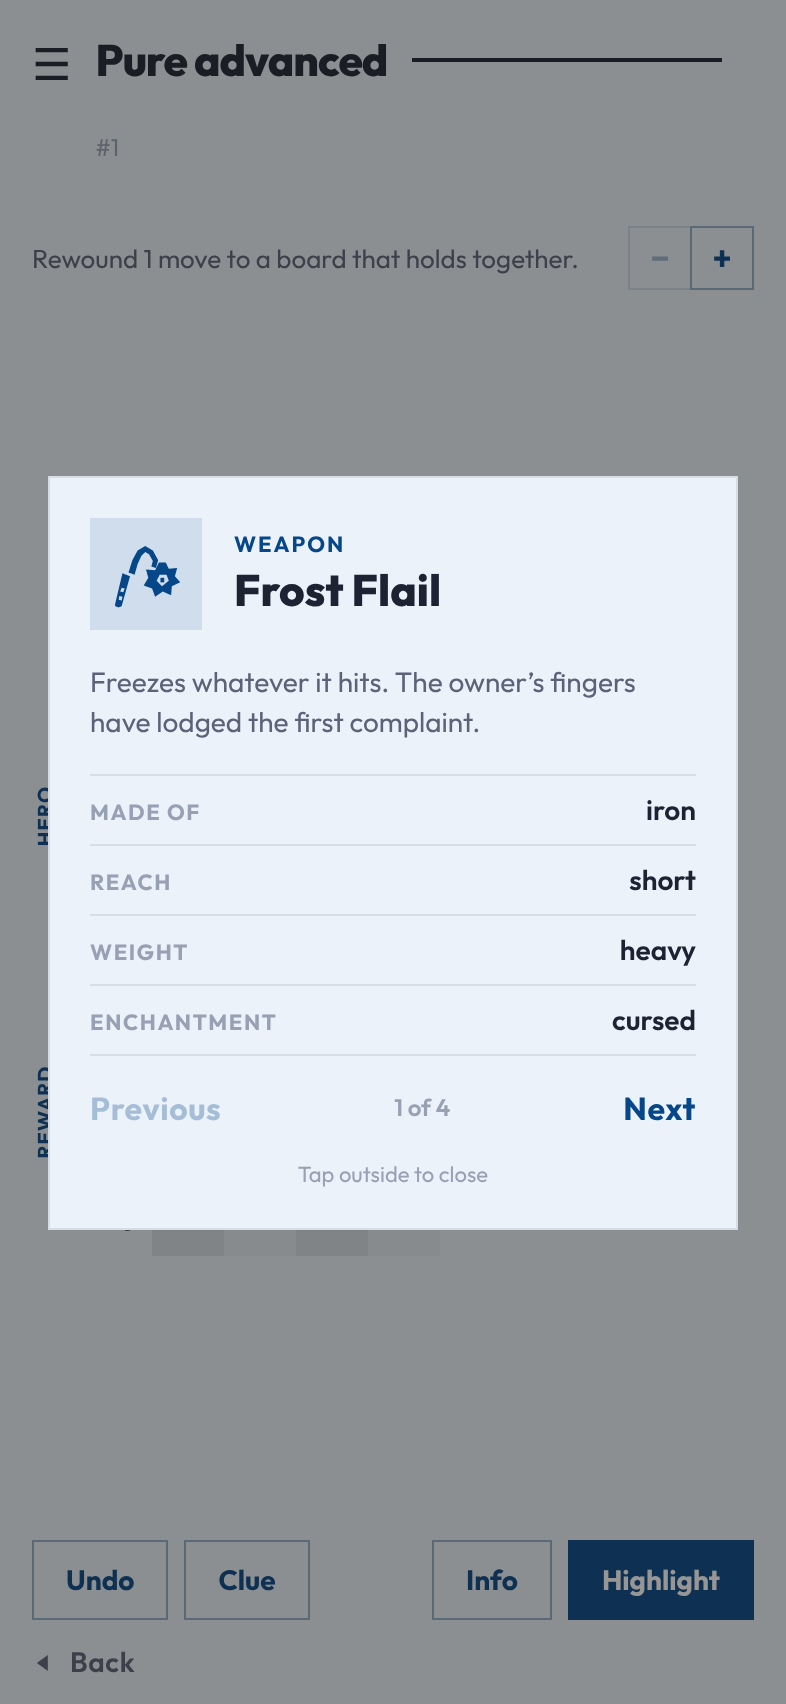 Pure advanced
#1
Rewound 1 move to a board that holds together.
− +
WEAPON
Frost Flail
Freezes whatever it hits. The owner’s fingers
have lodged the first complaint.
MADE OF iron
REACH short
WEIGHT heavy
ENCHANTMENT cursed
HERO
REWARD
Previous 1 of 4 Next
Tap outside to close
Undo Clue Info Highlight
Back